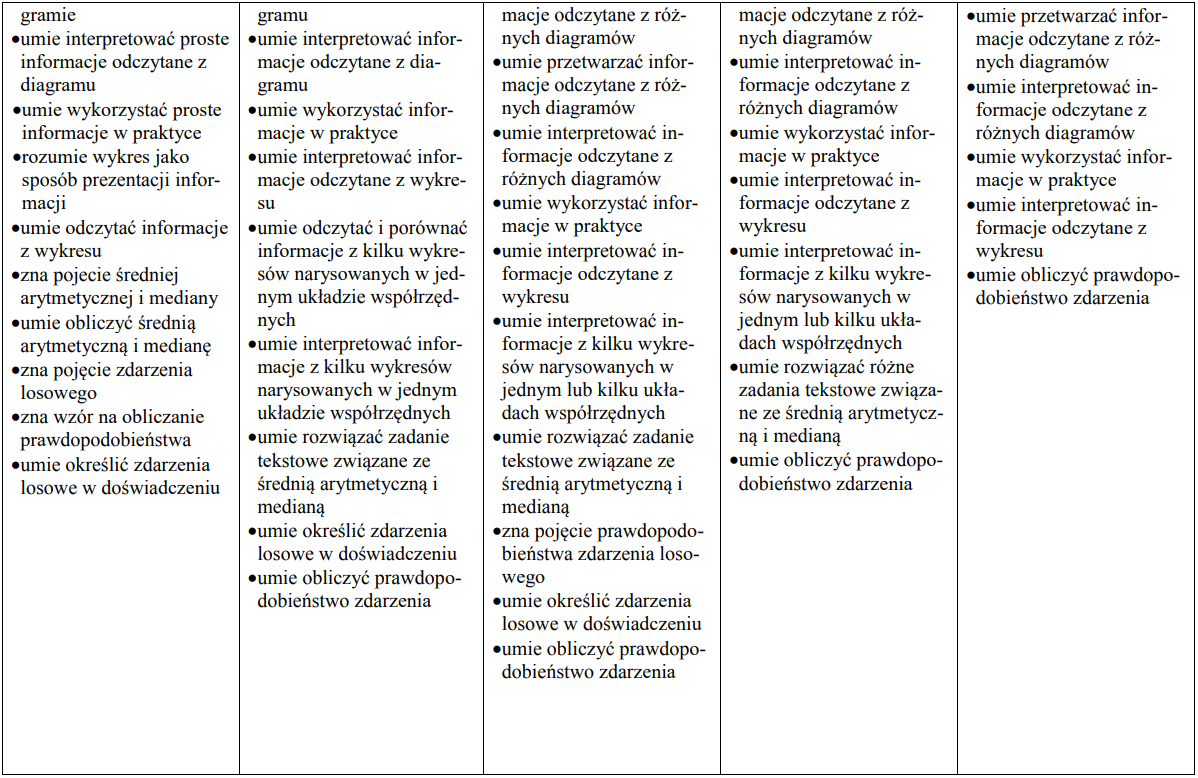 gramie
•umie interpretować proste
informacje odczytane z
diagramu
•umie wykorzystać proste
informacje w praktyce
•rozumie wykres jako
sposób prezentacji infor-
macji
•umie odczytać informacje
z wykresu
•zna pojecie średniej
arytmetycznej i mediany
•umie obliczyć średnią
arytmetyczną i medianę
•zna pojęcie zdarzenia
losowego
•zna wzór na obliczanie
prawdopodobieństwa
•umie określić zdarzenia
losowe w doświadczeniu
gramu
•umie interpretować infor-
macje odczytane z dia-
gramu
•umie wykorzystać infor-
macje w praktyce
•umie interpretować infor-
macje odczytane z wykre-
su
•umie odczytać i porównać
informacje z kilku wykre-
sów narysowanych w jed-
nym układzie współrzęd-
nych
•umie interpretować infor-
macje z kilku wykresów
narysowanych w jednym
układzie współrzędnych
•umie rozwiązać zadanie
tekstowe związane ze
średnią arytmetyczną i
medianą
•umie określić zdarzenia
losowe w doświadczeniu
•umie obliczyć prawdopo-
dobieństwo zdarzenia
macje odczytane z róż-
nych diagramów
•umie przetwarzać infor-
macje odczytane z róż-
nych diagramów
•umie interpretować in-
formacje odczytane z
różnych diagramów
•umie wykorzystać infor-
macje w praktyce
•umie interpretować in-
formacje odczytane z
wykresu
•umie interpretować in-
formacje z kilku wykre-
sów narysowanych w
jednym lub kilku ukła-
dach współrzędnych
•umie rozwiązać zadanie
tekstowe związane ze
średnią arytmetyczną i
medianą
•zna pojęcie prawdopodo-
bieństwa zdarzenia loso-
wego
•umie określić zdarzenia
losowe w doświadczeniu
•umie obliczyć prawdopo-
dobieństwo zdarzenia
macje odczytane z róż-
nych diagramów
•umie interpretować in-
formacje odczytane z
różnych diagramów
•umie wykorzystać infor-
macje w praktyce
•umie interpretować in-
formacje odczytane z
wykresu
•umie interpretować in-
formacje z kilku wykre-
sów narysowanych w
jednym lub kilku ukła-
dach współrzędnych
•umie rozwiązać różne
zadania tekstowe związa-
ne ze średnią arytmetycz-
ną i medianą
•umie obliczyć prawdopo-
dobieństwo zdarzenia
•umie przetwarzać infor-
macje odczytane z róż-
nych diagramów
•umie interpretować in-
formacje odczytane z
różnych diagramów
•umie wykorzystać infor-
macje w praktyce
•umie interpretować in-
formacje odczytane z
wykresu
•umie obliczyć prawdopo-
dobieństwo zdarzenia